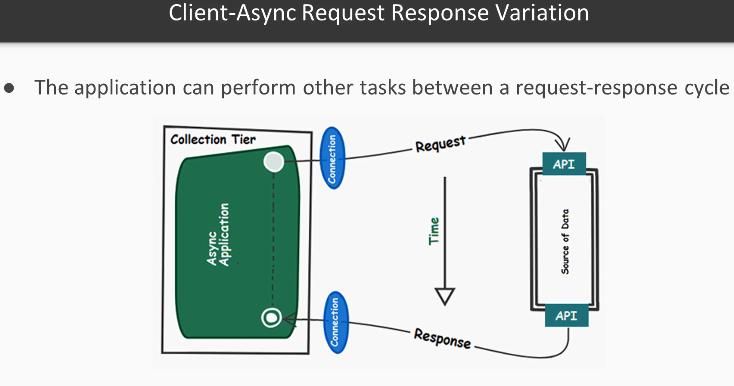 Client-Async Request Response Variation
● The application can perform other tasks between a request-response cycle
Collection Tier
Connection
Request
API
Async
Application
Time
Source of Data
Connection
Response
API